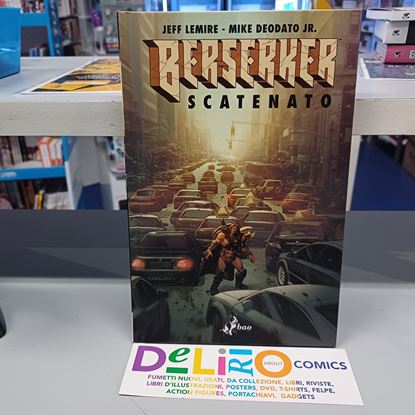 JEFF LEMIRE - MIKE DEODATO JR.
BERSERKER
SCATENATO
bao
DELIRIO ABOUT COMICS
FUMETTI NUOVI, USATI, DA COLLEZIONE, LIBRI, RIVISTE,
LIBRI D'ILLUSTRAZIONI, POSTERS, DVD, T-SHIRTS, FELPE,
ACTION FIGURES, PORTACHIAVI, GADGETS